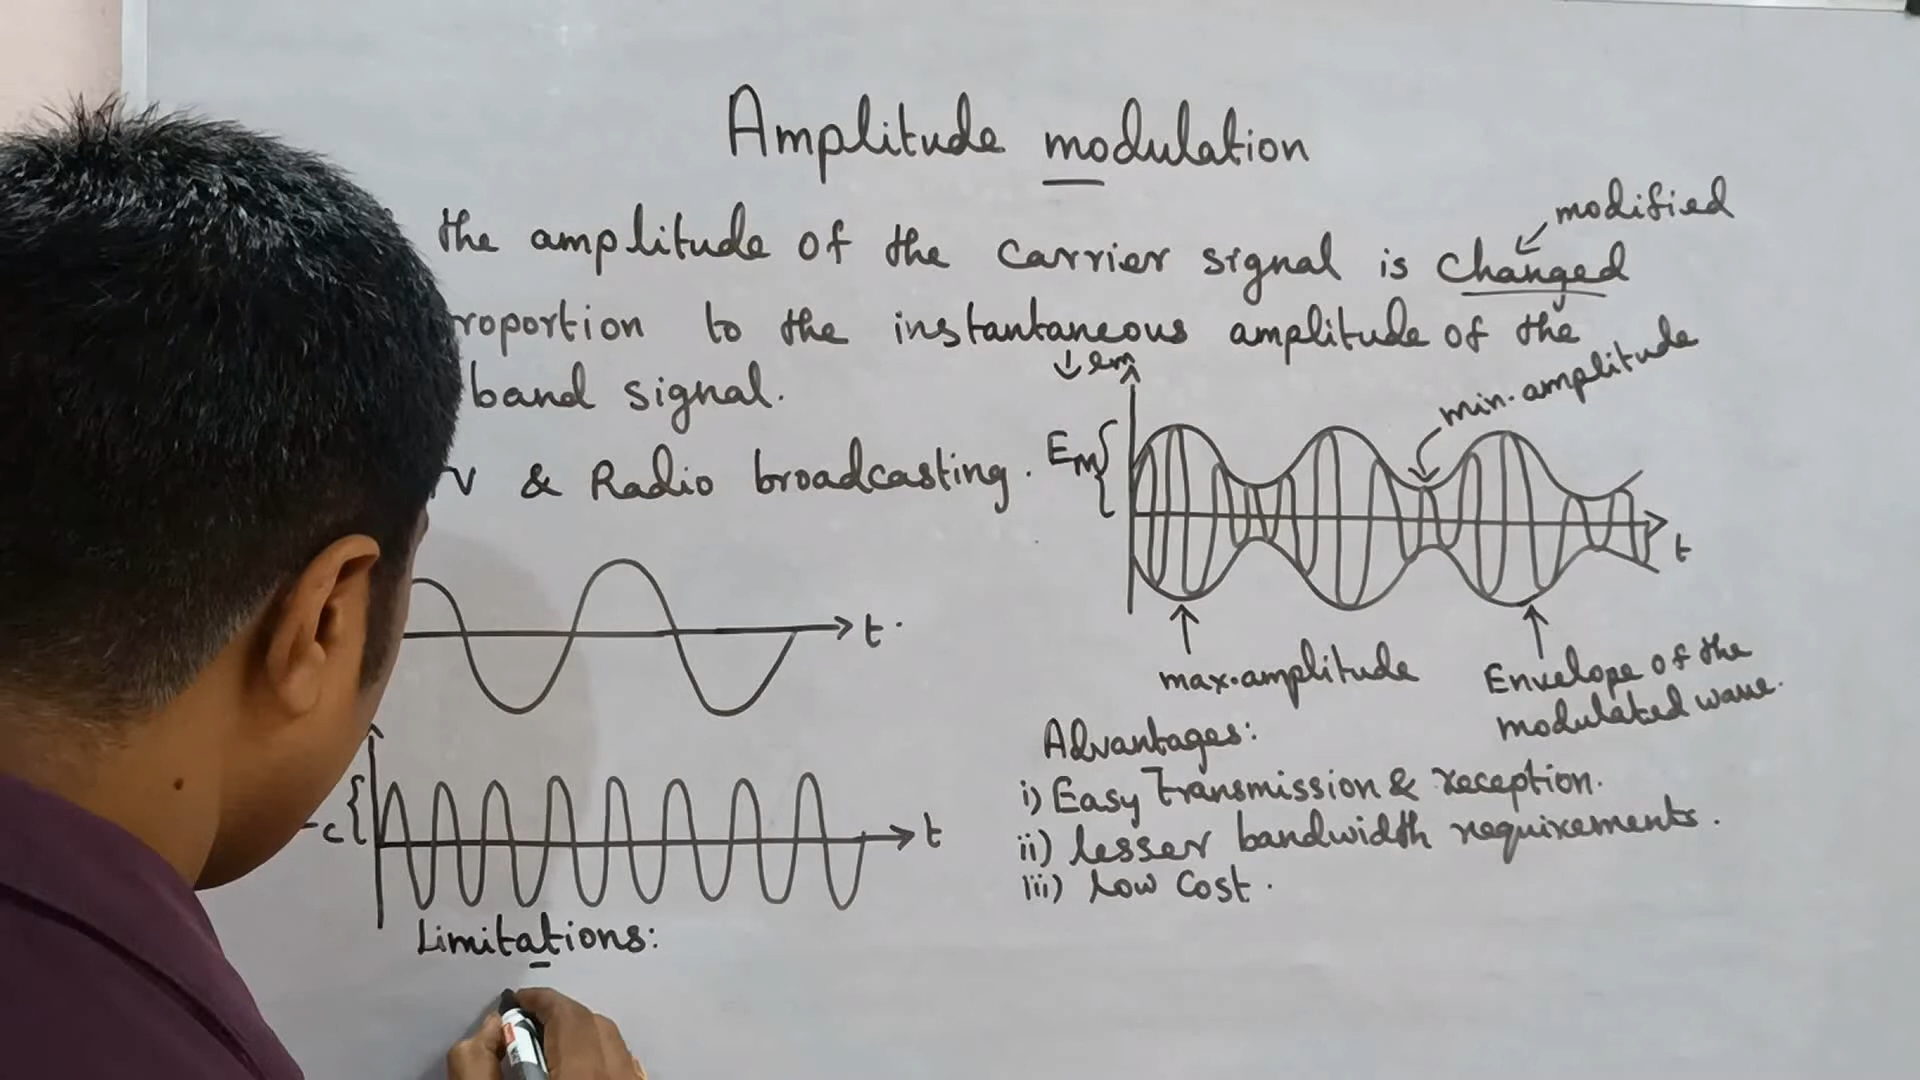 Amplitude modulation
modified
the amplitude of the carrier signal is changed
roportion to the instantaneous amplitude of the
band signal.
em
min. amplitude
V & Radio broadcasting.
EM
t
t.
max. amplitude
Envelope of the
modulated wave.
c
t
Limitations:
Advantages:
i) Easy Transmission & reception.
ii) lesser bandwidth requirements.
iii) Low Cost.